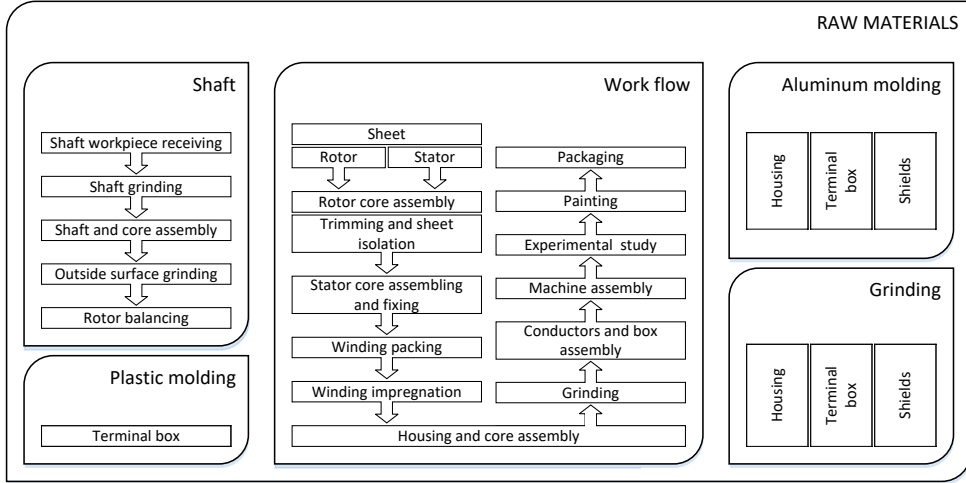 RAW MATERIALS
Shaft
Shaft workpiece receiving
Shaft grinding
Shaft and core assembly
Outside surface grinding
Rotor balancing
Plastic molding
Terminal box
Work flow
Sheet
Rotor
Stator
Rotor core assembly
Trimming and sheet
isolation
Stator core assembling
and fixing
Winding packing
Winding impregnation
Housing and core assembly
Grinding
Conductors and box
assembly
Machine assembly
Experimental study
Painting
Packaging
Aluminum molding
Housing
Terminal
box
Shields
Grinding
Housing
Terminal
box
Shields